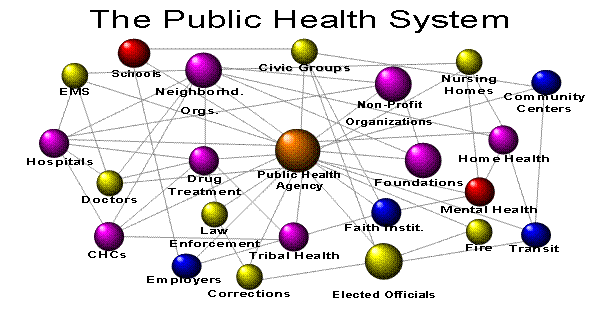 The Public Health System
Schools
Civic Groups
EMS
Neighborhd.
Orgs.
Non-Profit
Organizations
Nursing
Homes
Community
Centers
Hospitals
Doctors
Drug
Treatment
Public Health
Agency
Foundations
Home Health
Mental Health
CHCs
Law
Enforcement
Tribal Health
Faith Instit.
Fire
Transit
Employers
Corrections
Elected Officials